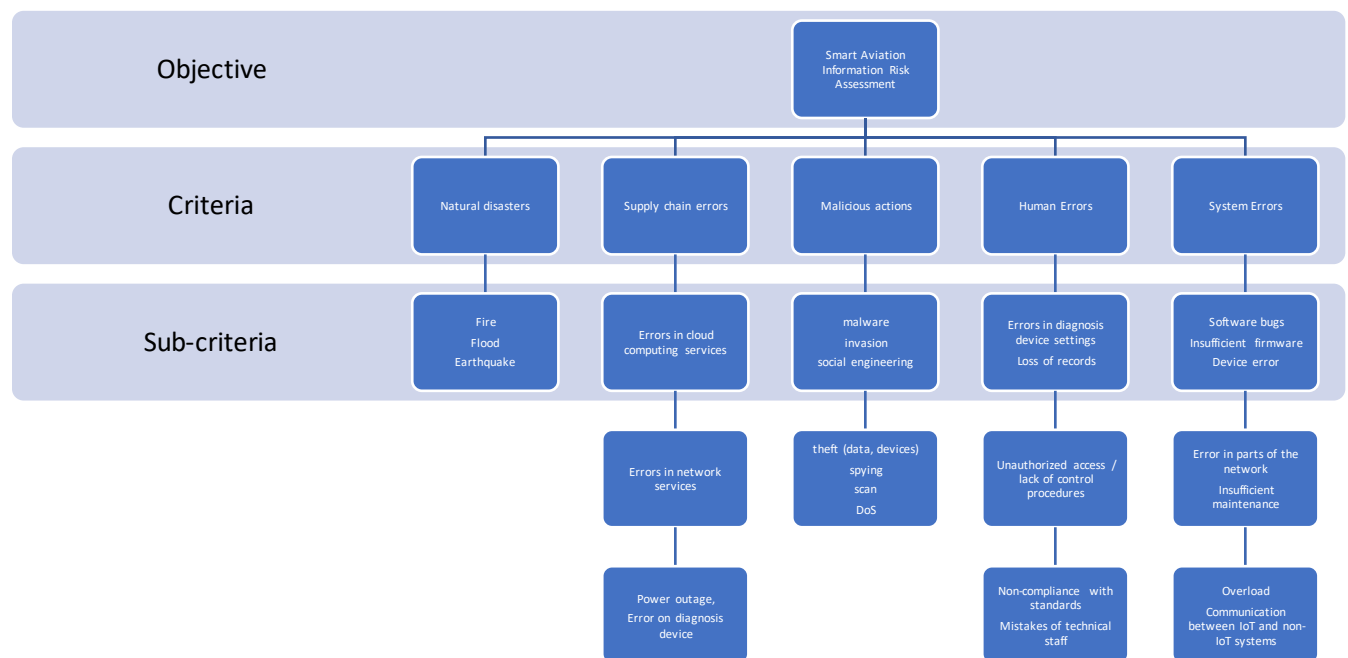 Objective
Smart Aviation
Information Risk
Assessment
Criteria
Natural disasters
Supply chain errors
Malicious actions
Human Errors
System Errors
Sub-criteria
Fire
Flood
Earthquake
Errors in cloud
computing services
malware
invasion
social engineering
Errors in diagnosis
device settings
Loss of records
Software bugs
Insufficient firmware
Device error
Errors in network
services
theft (data, devices)
spying
scan
DoS
Unauthorized access /
lack of control
procedures
Error in parts of the
network
Insufficient
maintenance
Power outage,
Error on diagnosis
device
Non-compliance with
standards
Mistakes of technical
staff
Overload
Communication
between IoT and non-
IoT systems